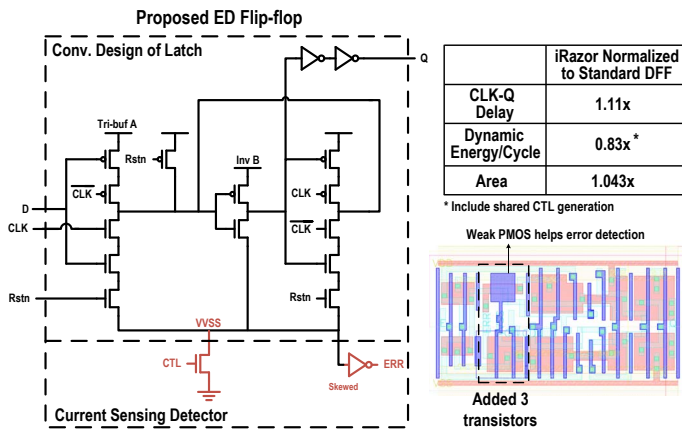 Proposed ED Flip-flop
Conv. Design of Latch
Q
Tri-buf A
Rstn
Inv B
CLK
CLK
D
CLK
CLK
Rstn
Rstn
VVSS
CTL
ERR
Skewed
Current Sensing Detector
iRazor Normalized
to Standard DFF
CLK-Q
Delay
1.11x
Dynamic
Energy/Cycle
0.83x *
Area
1.043x
* Include shared CTL generation
Weak PMOS helps error detection
Added 3
transistors